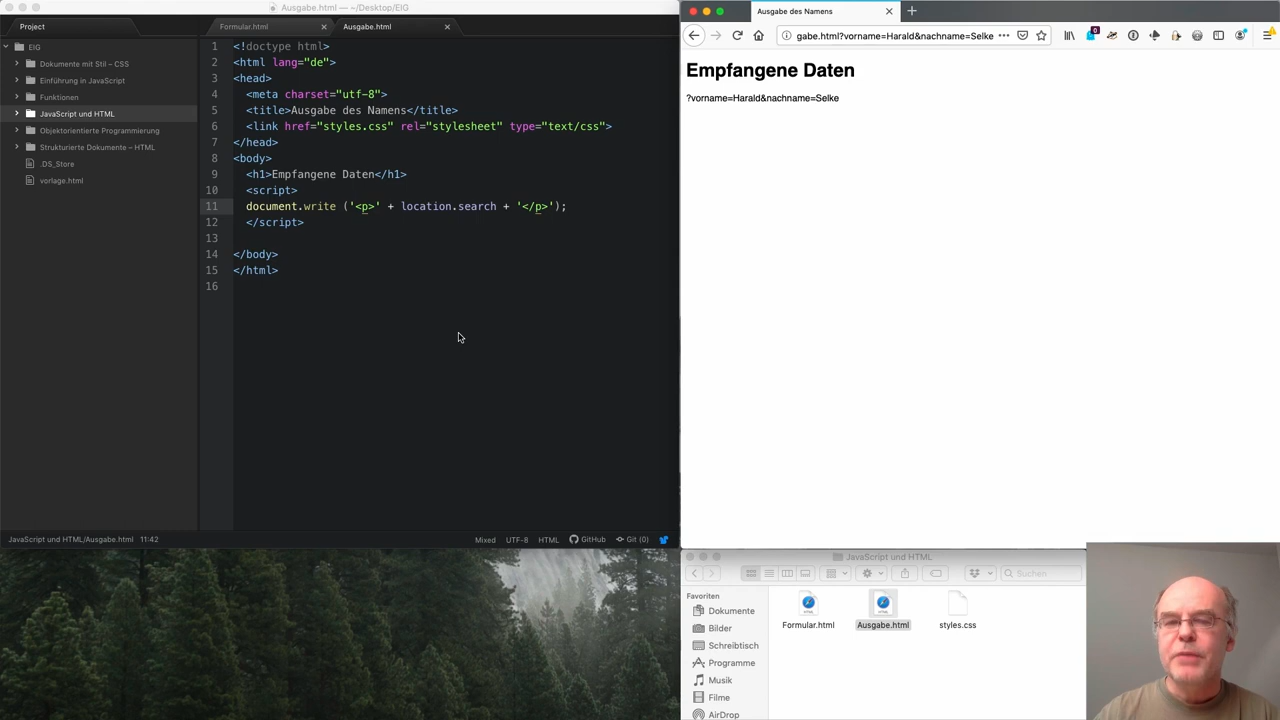 Ausgabe.html — ~/Desktop/EIG
Project
Formular.html
Ausgabe.html
EIG
Dokumente mit Stil – CSS
Einführung in JavaScript
Funktionen
JavaScript und HTML
Objektorientierte Programmierung
Strukturierte Dokumente – HTML
.DS_Store
vorlage.html
1 <!doctype html>
2 <html lang="de">
3 <head>
4 <meta charset="utf-8">
5 <title>Ausgabe des Namens</title>
6 <link href="styles.css" rel="stylesheet" type="text/css">
7 </head>
8 <body>
9 <h1>Empfangene Daten</h1>
10 <script>
11 document.write ('<p>' + location.search + '</p>');
12 </script>
13
14 </body>
15 </html>
16
JavaScript und HTML/Ausgabe.html 11:42
Mixed UTF-8 HTML GitHub Git (0)
Ausgabe des Namens
gabe.html?vorname=Harald&nachname=Selke
0
Empfangene Daten
?vorname=Harald&nachname=Selke
JavaScript und HTML
Suchen
Favoriten
Dokumente
Bilder
Schreibtisch
Programme
Musik
Filme
AirDrop
Formular.html
Ausgabe.html
styles.css